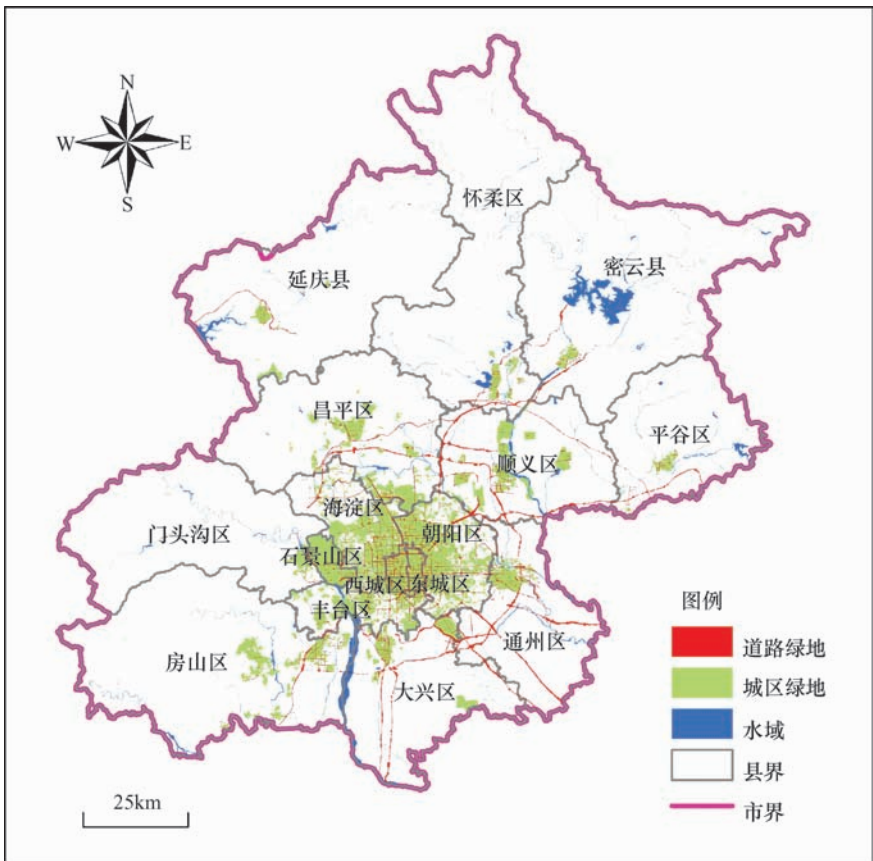 N
W
E
S
怀柔区
密云县
延庆县
昌平区
平谷区
顺义区
海淀区
朝阳区
门头沟区
石景山区
西城区
东城区
丰台区
通州区
房山区
大兴区
图例
道路绿地
城区绿地
水域
县界
市界
25km